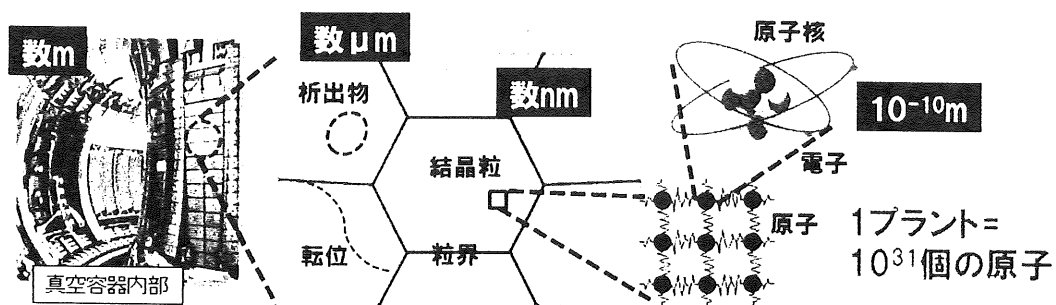 数m
真空容器内部
数μm
析出物
転位
結晶粒
粒界
数nm
原子核
10⁻¹⁰m
電子
原子
1プラント=
10³¹個の原子